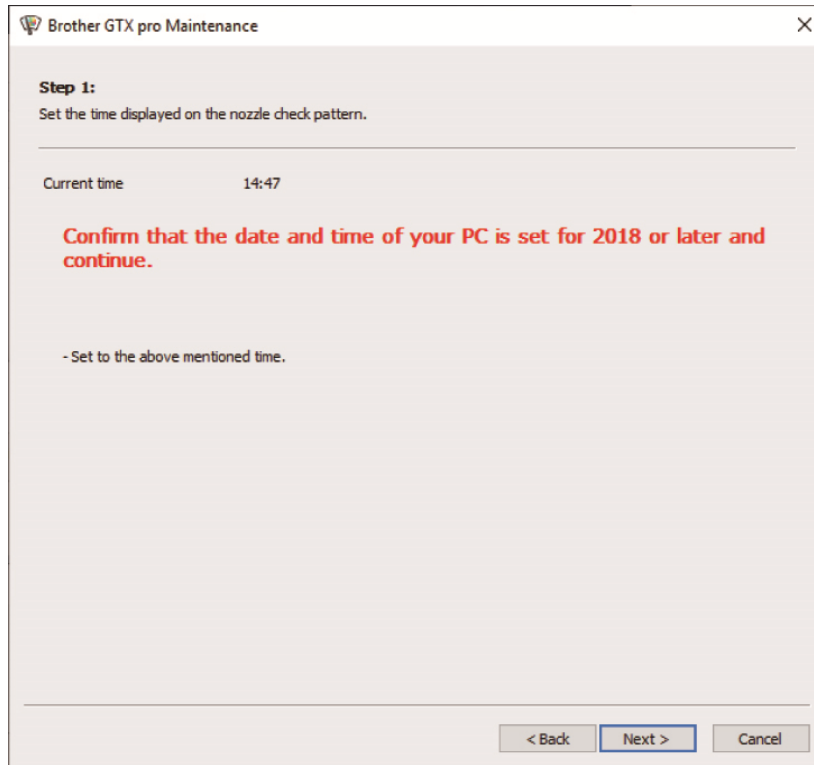 Brother GTX pro Maintenance
Step 1:
Set the time displayed on the nozzle check pattern.
Current time 14:47
Confirm that the date and time of your PC is set for 2018 or later and
continue.
- Set to the above mentioned time.
< Back Next > Cancel